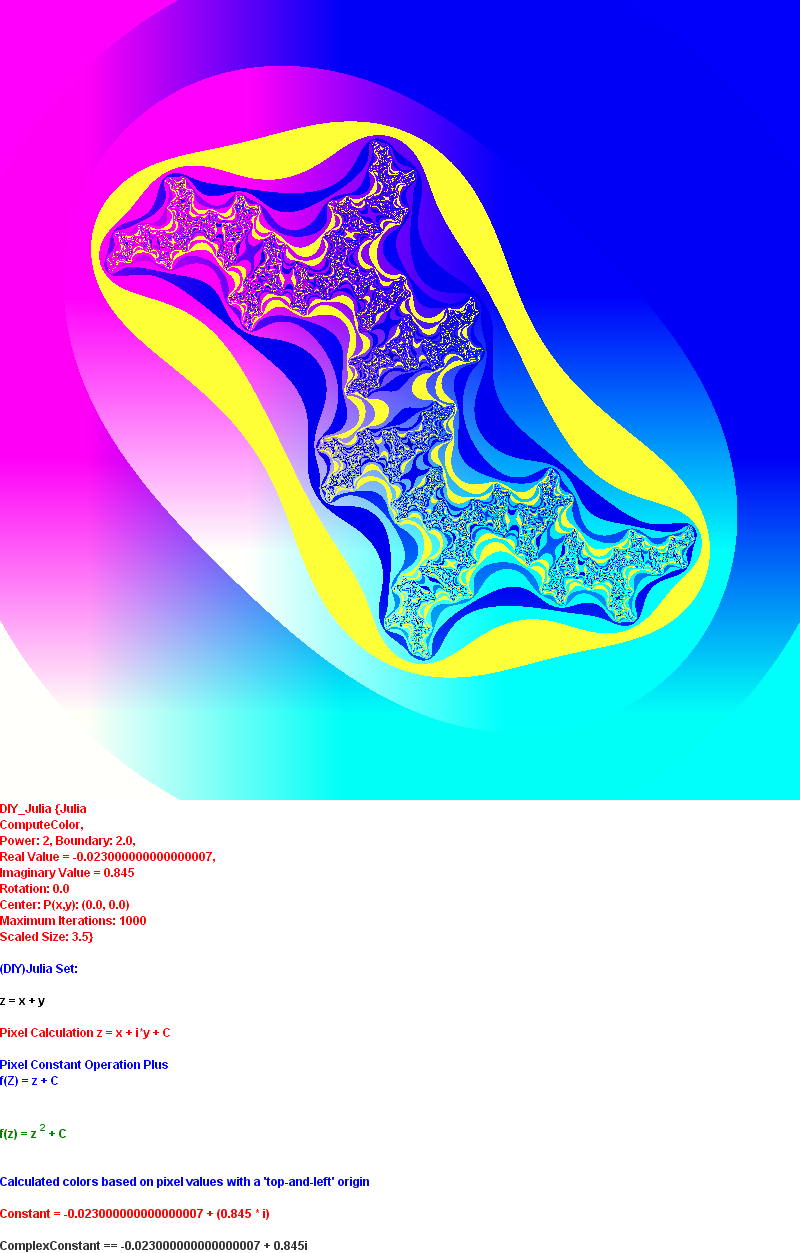 DIY_Julia {Julia
ComputeColor,
Power: 2, Boundary: 2.0,
Real Value = -0.023000000000000007,
Imaginary Value = 0.845
Rotation: 0.0
Center: P(x,y): (0.0, 0.0)
Maximum Iterations: 1000
Scaled Size: 3.5}
(DIY)Julia Set:
z = x + y
Pixel Calculation z = x + i*y + C
Pixel Constant Operation Plus
f(Z) = z + C
f(z) = z 2 + C
Calculated colors based on pixel values with a 'top-and-left' origin
Constant = -0.023000000000000007 + (0.845 * i)
ComplexConstant == -0.023000000000000007 + 0.845i